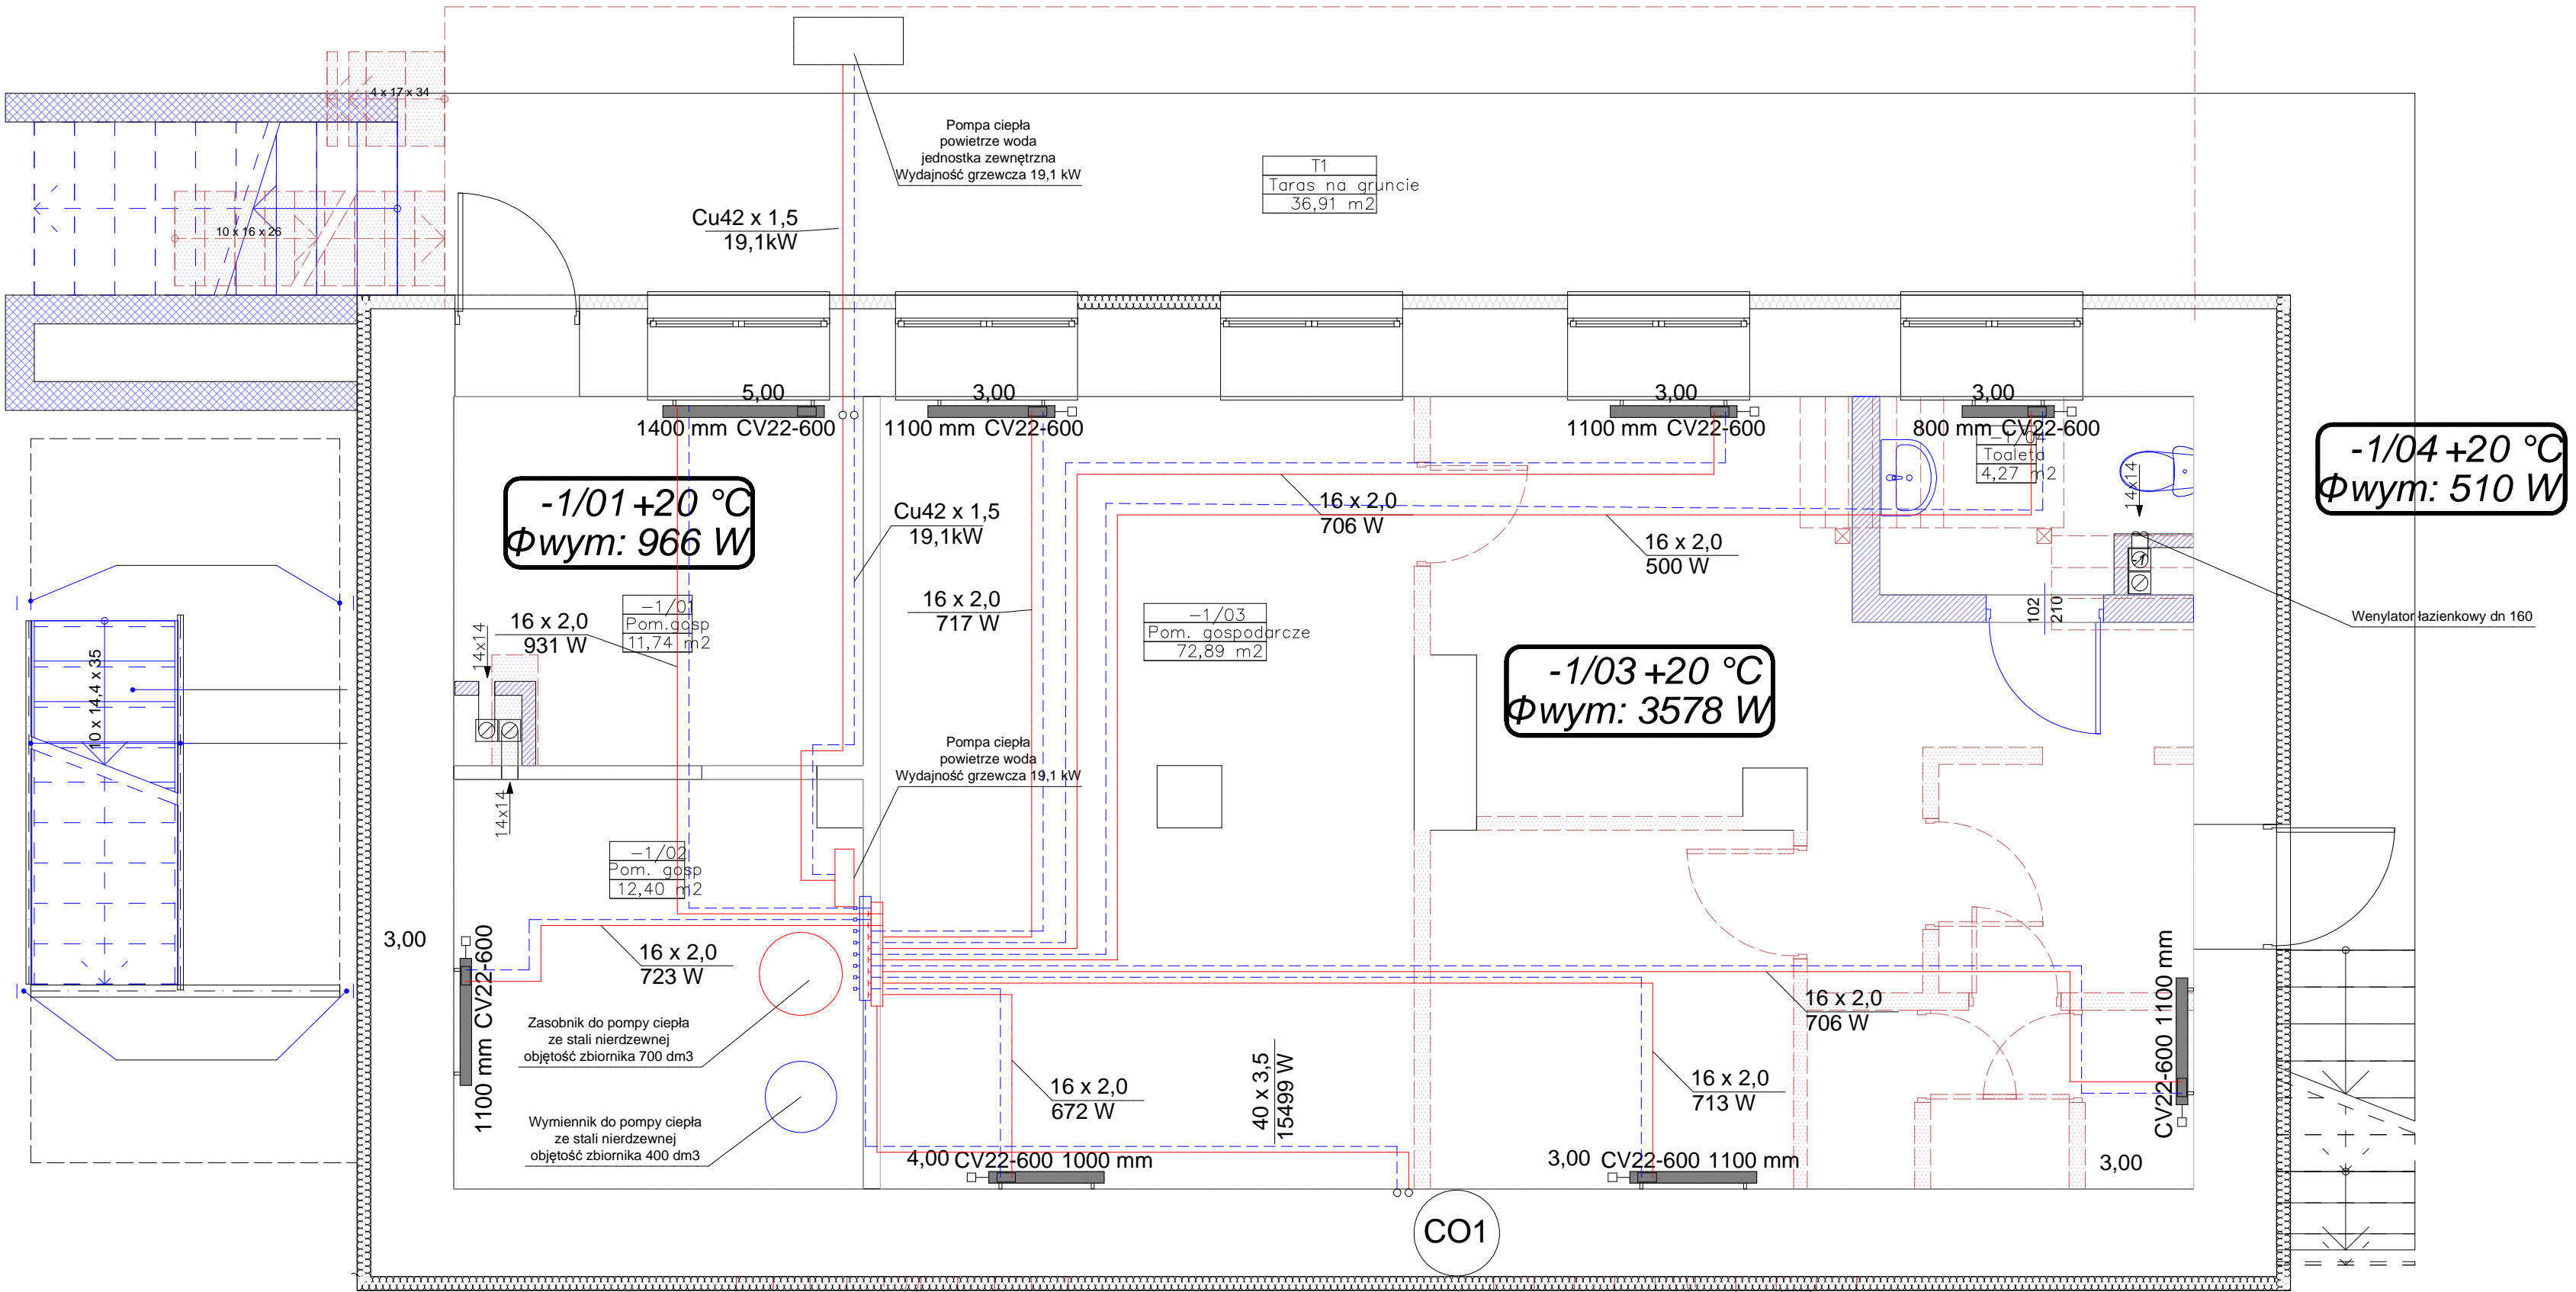 4 x 17 x 34
10 x 16 x 26
Pompa ciepła
powietrze woda
jednostka zewnętrzna
Wydajność grzewcza 19,1 kW
T1
Taras na gruncie
36,91 m2
Cu42 x 1,5
19,1kW
5,00
1400 mm CV22-600
3,00
1100 mm CV22-600
3,00
1100 mm CV22-600
3,00
800 mm CV22-600
Toaleta
4,27 m2
14x14
-1/04 +20 °C
Φwym: 510 W
-1/01 +20 °C
Φwym: 966 W
Cu42 x 1,5
19,1kW
16 x 2,0
706 W
16 x 2,0
500 W
-1/01
Pom.gosp
11,74 m2
16 x 2,0
931 W
16 x 2,0
717 W
-1/03
Pom. gospodarcze
72,89 m2
102
210
Wenylator łazienkowy dn 160
14x14
10 x 14,4 x 35
-1/03 +20 °C
Φwym: 3578 W
Pompa ciepła
powietrze woda
Wydajność grzewcza 19,1 kW
14x14
-1/02
Pom. gosp
12,40 m2
3,00
1100 mm CV22-600
16 x 2,0
723 W
16 x 2,0
706 W
CV22-600 1100 mm
Zasobnik do pompy ciepła
ze stali nierdzewnej
objętość zbiornika 700 dm3
16 x 2,0
672 W
40 x 3,5
15499 W
16 x 2,0
713 W
Wymiennik do pompy ciepła
ze stali nierdzewnej
objętość zbiornika 400 dm3
4,00 CV22-600 1000 mm
3,00 CV22-600 1100 mm
3,00
CO1